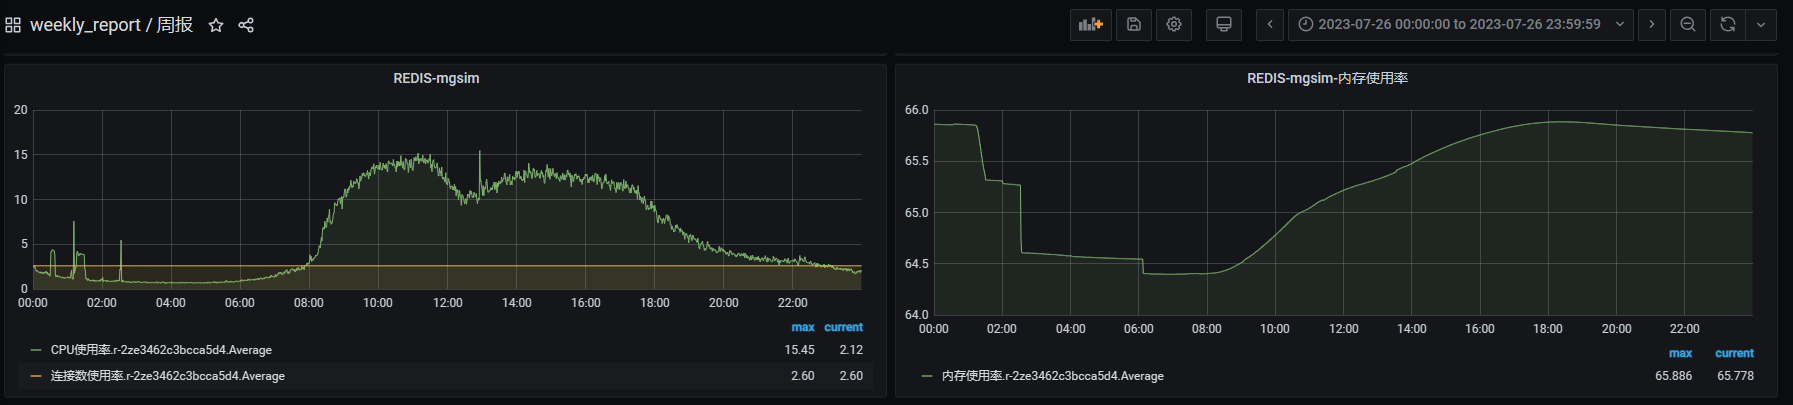 weekly_report / 周报
2023-07-26 00:00:00 to 2023-07-26 23:59:59
REDIS-mgsim
20
15
10
5
0
00:00 02:00 04:00 06:00 08:00 10:00 12:00 14:00 16:00 18:00 20:00 22:00
max current
CPU使用率.r-2ze3462c3bcca5d4.Average 15.45 2.12
连接数使用率.r-2ze3462c3bcca5d4.Average 2.60 2.60
REDIS-mgsim-内存使用率
66.0
65.5
65.0
64.5
64.0
00:00 02:00 04:00 06:00 08:00 10:00 12:00 14:00 16:00 18:00 20:00 22:00
max current
内存使用率.r-2ze3462c3bcca5d4.Average 65.886 65.778